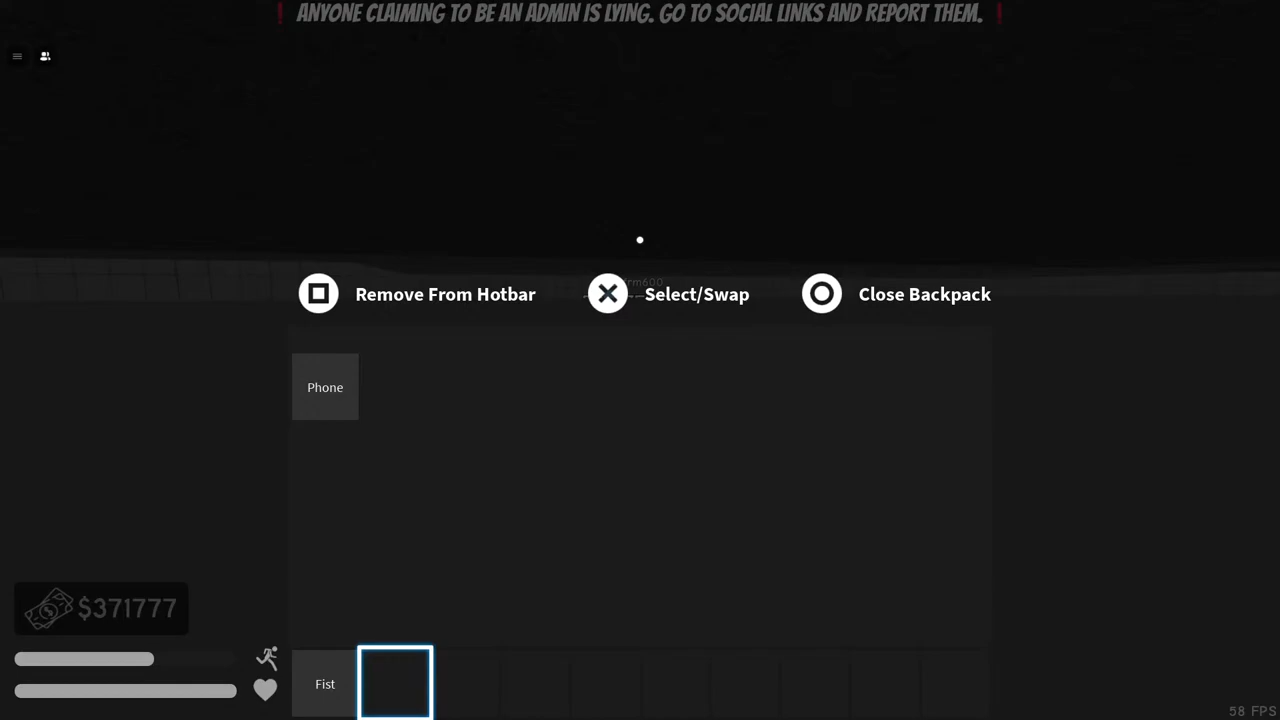 ❗ ANYONE CLAIMING TO BE AN ADMIN IS LYING. GO TO SOCIAL LINKS AND REPORT THEM. ❗
Remove From Hotbar
Select/Swap
Close Backpack
Phone
$371777
Fist
58 FPS